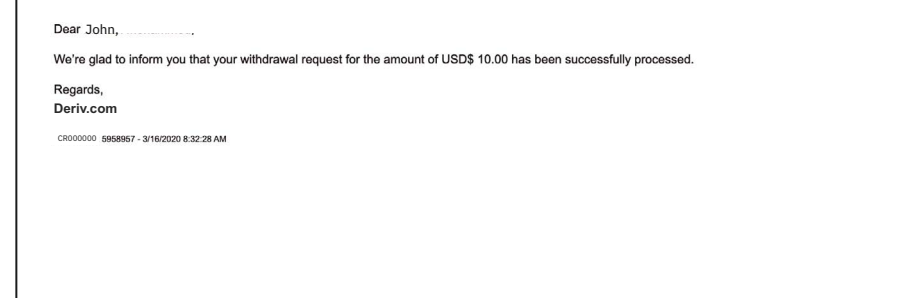 Dear John,
We're glad to inform you that your withdrawal request for the amount of USD$ 10.00 has been successfully processed.
Regards,
Deriv.com
CR000000 5958957 - 3/16/2020 8:32:28 AM